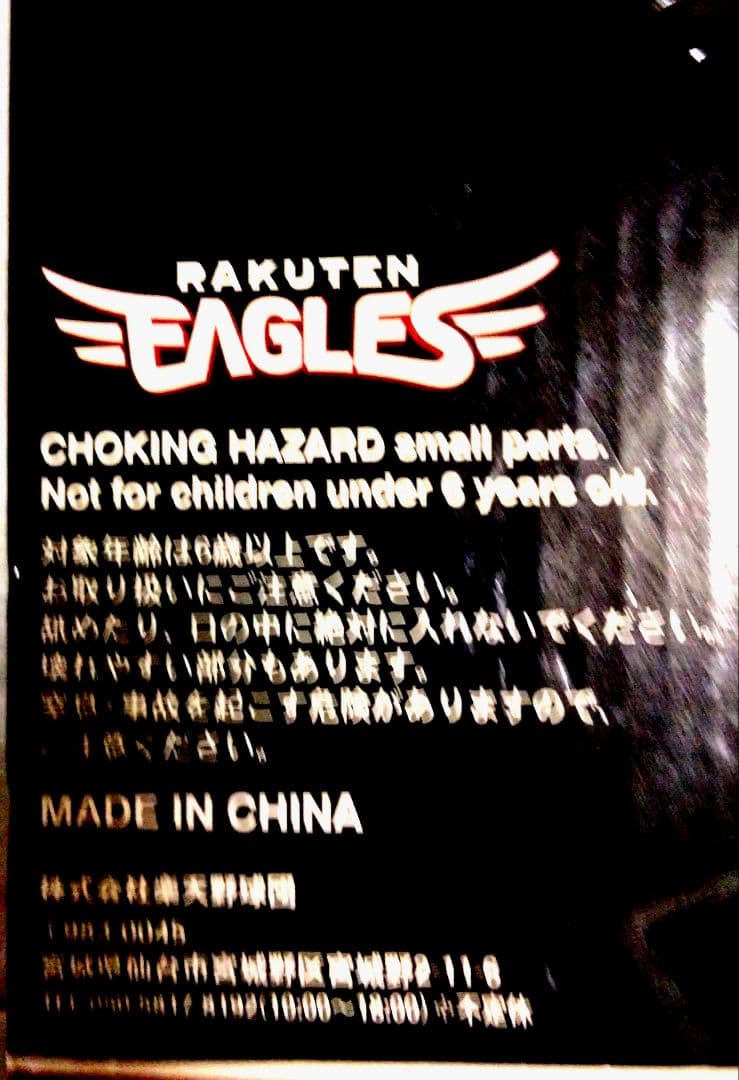 RAKUTEN
EAGLES
CHOKING HAZARD small parts.
Not for children under 6 years old.
対象年齢は6歳以上です。
お取り扱いにご注意ください。
舐めたり、口の中に絶対に入れないでください。
壊れやすい部分もあります。
事故を起こす危険がありますので、
ください。
MADE IN CHINA
株式会社楽天野球団
宮城県仙台市宮城野区宮城野2-11-6
(10:00～18:00) 不定休